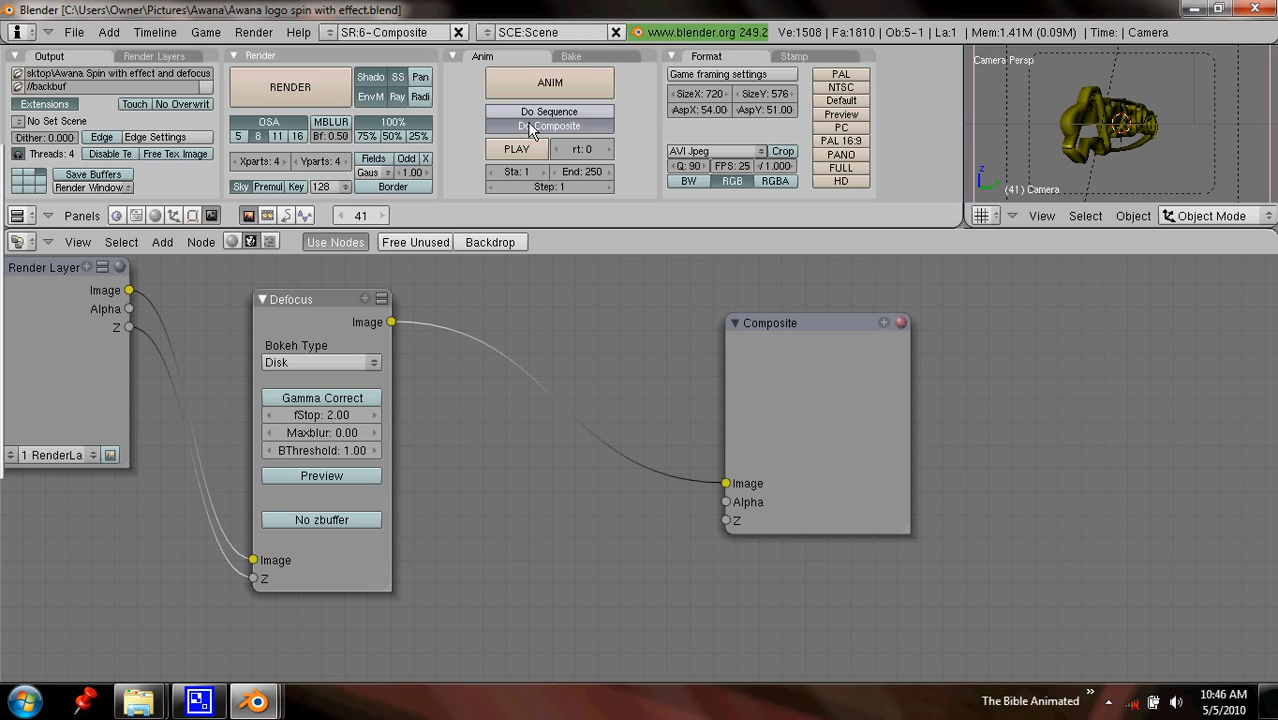 Blender [C:\Users\Owner\Pictures\Awana\Awana logo spin with effect.blend]
File Add Timeline Game Render Help SR:6-Composite SCE:Scene www.blender.org 249.2 Ve:1508 | Fa:1810 | Ob:5-1 | La:1 | Mem:1.41M (0.09M) | Time: | Camera
Output Render Layers Render Anim Bake Format Stamp
Camera Persp
sktop\Awana Spin with effect and defocus
//backbuf
Extensions Touch No Overwrit
No Set Scene
Dither: 0.000 Edge Edge Settings
Threads: 4 Disable Te Free Tex Image
Save Buffers
Render Window
RENDER
Shado SS Pan
EnvM Ray Radi
OSA MBLUR 100%
5 8 11 16 Bf: 0.50 75% 50% 25%
Xparts: 4 Yparts: 4 Fields Odd X
Gaus 1.00
Sky Premul Key 128 Border
ANIM
Do Sequence
Do Composite
PLAY rt: 0
Sta: 1 End: 250
Step: 1
Game framing settings
SizeX: 720 SizeY: 576
AspX: 54.00 AspY: 51.00
AVI Jpeg Crop
Q: 90 FPS: 25 /1.000
BW RGB RGBA
PAL
NTSC
Default
Preview
PC
PAL 16:9
PANO
FULL
HD
z
(41) Camera
Panels 41 View Select Object Object Mode
View Select Add Node Use Nodes Free Unused Backdrop
Render Layer
Image
Alpha
Z
1 RenderLa
Defocus
Image
Bokeh Type
Disk
Gamma Correct
fStop: 2.00
Maxblur: 0.00
BThreshold: 1.00
Preview
No zbuffer
Image
Z
Composite
Image
Alpha
Z
The Bible Animated
10:46 AM
5/5/2010